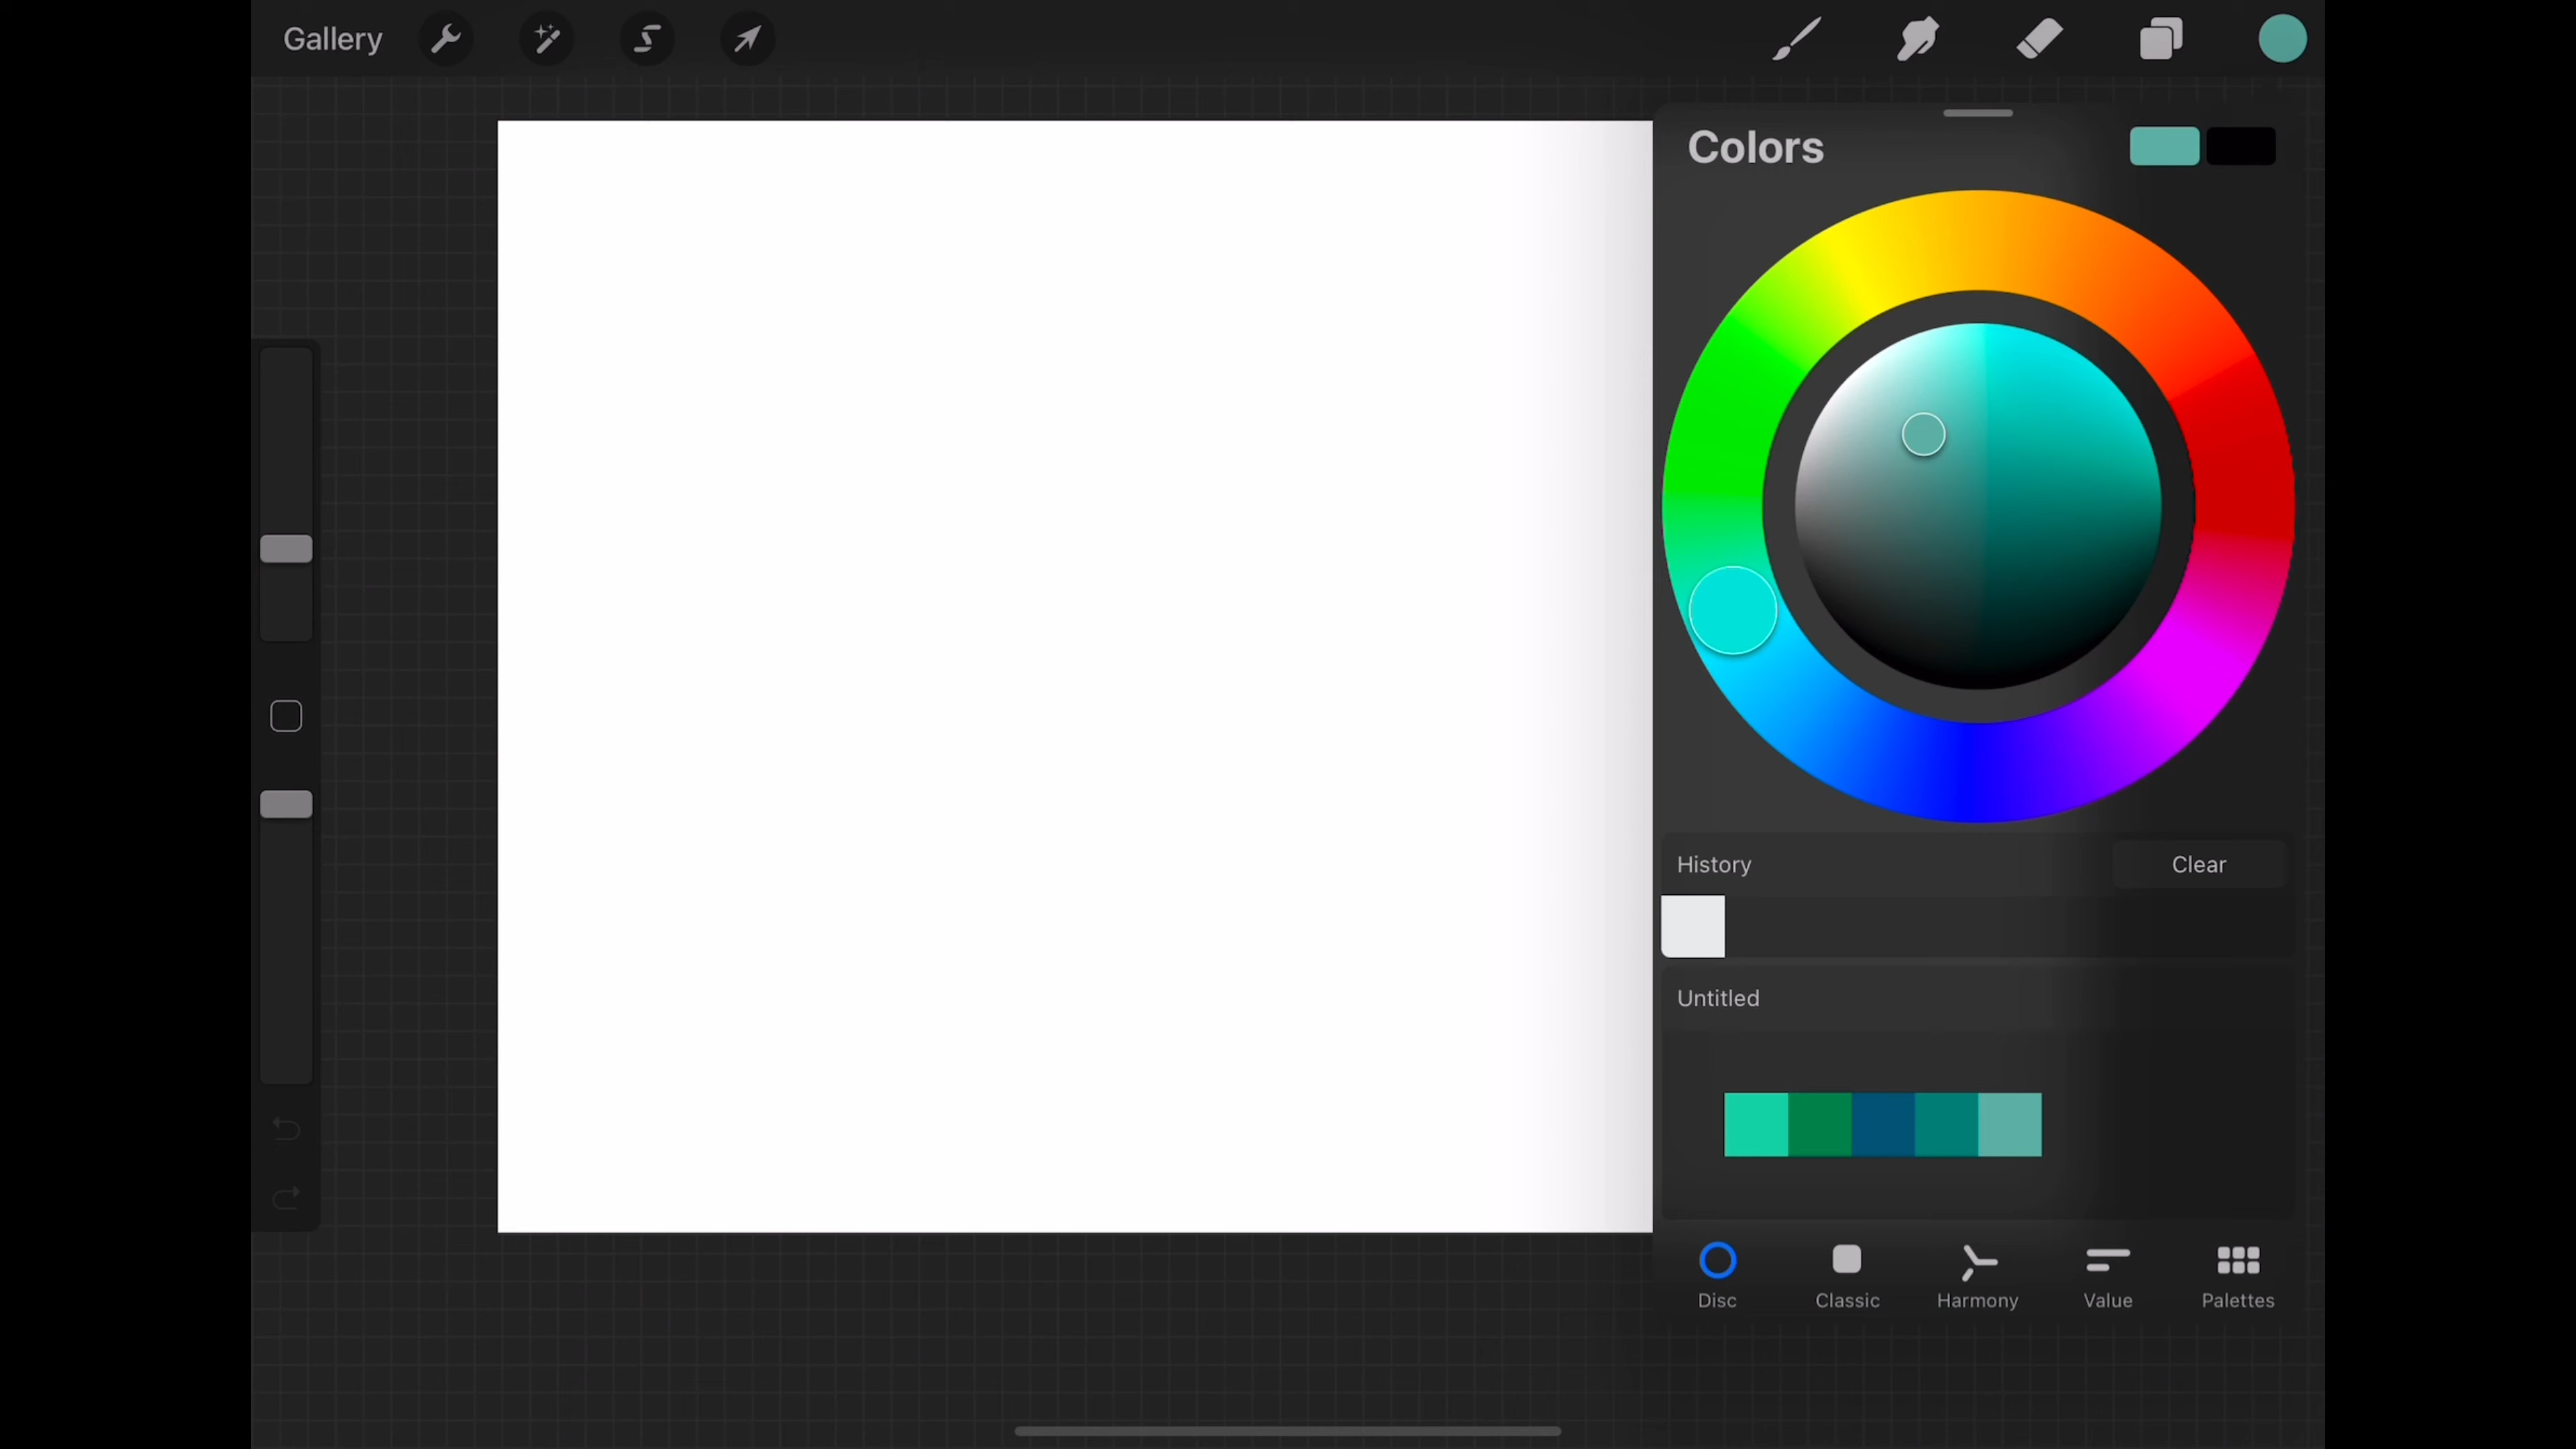 Gallery
Colors
History
Clear
Untitled
Disc
Classic
Harmony
Value
Palettes